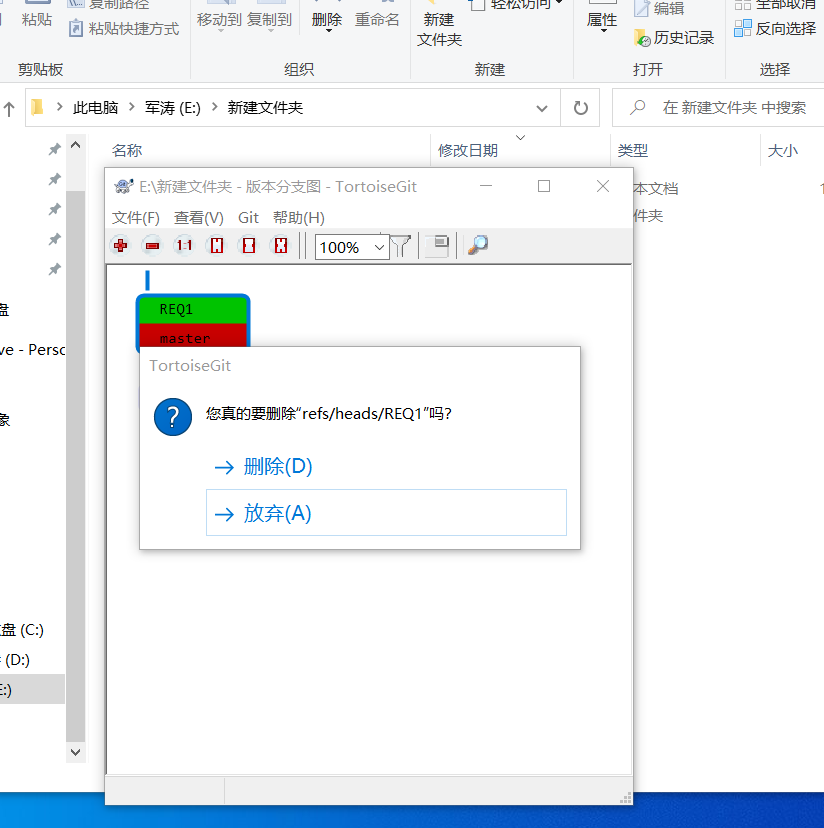 复制路径
粘贴
粘贴快捷方式
移动到 复制到
删除 重命名
新建
文件夹
轻松访问
属性
编辑
历史记录
全部取消
反向选择
剪贴板
组织
新建
打开
选择
此电脑
军涛 (E:)
新建文件夹
在 新建文件夹 中搜索
名称
修改日期
类型
大小
E:\新建文件夹 - 版本分支图 - TortoiseGit
本文档
文件(F) 查看(V) Git 帮助(H)
件夹
1:1
100%
REQ1
master
盘
ve - Perso
TortoiseGit
您真的要删除“refs/heads/REQ1”吗?
象
删除(D)
放弃(A)
盘 (C:)
(D:)
E:)